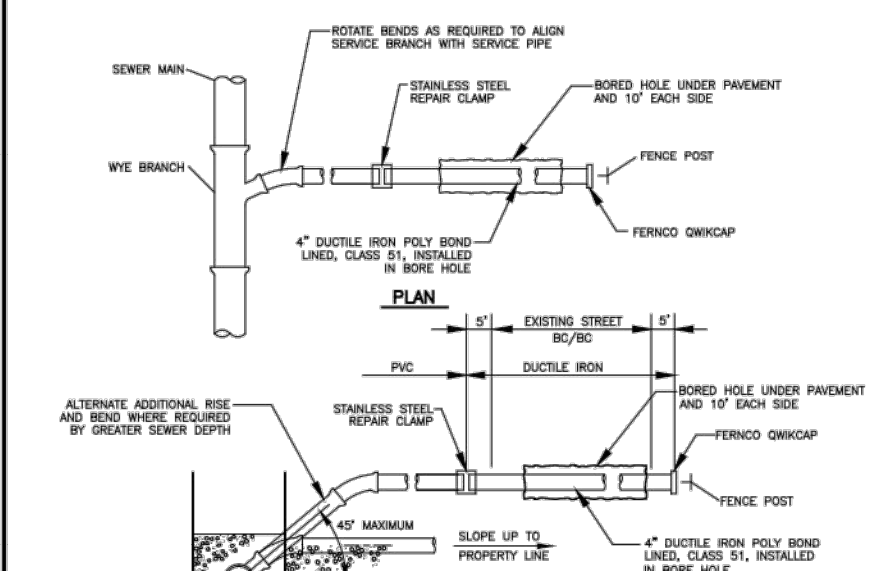 ROTATE BENDS AS REQUIRED TO ALIGN
SERVICE BRANCH WITH SERVICE PIPE
SEWER MAIN
STAINLESS STEEL
REPAIR CLAMP
BORED HOLE UNDER PAVEMENT
AND 10' EACH SIDE
WYE BRANCH
FENCE POST
FERNCO QWIKCAP
4" DUCTILE IRON POLY BOND
LINED, CLASS 51, INSTALLED
IN BORE HOLE
PLAN
5'
EXISTING STREET
BC/BC
5'
PVC
DUCTILE IRON
ALTERNATE ADDITIONAL RISE
AND BEND WHERE REQUIRED
BY GREATER SEWER DEPTH
STAINLESS STEEL
REPAIR CLAMP
BORED HOLE UNDER PAVEMENT
AND 10' EACH SIDE
FERNCO QWIKCAP
FENCE POST
45° MAXIMUM
SLOPE UP TO
PROPERTY LINE
4" DUCTILE IRON POLY BOND
LINED, CLASS 51, INSTALLED
IN BORE HOLE